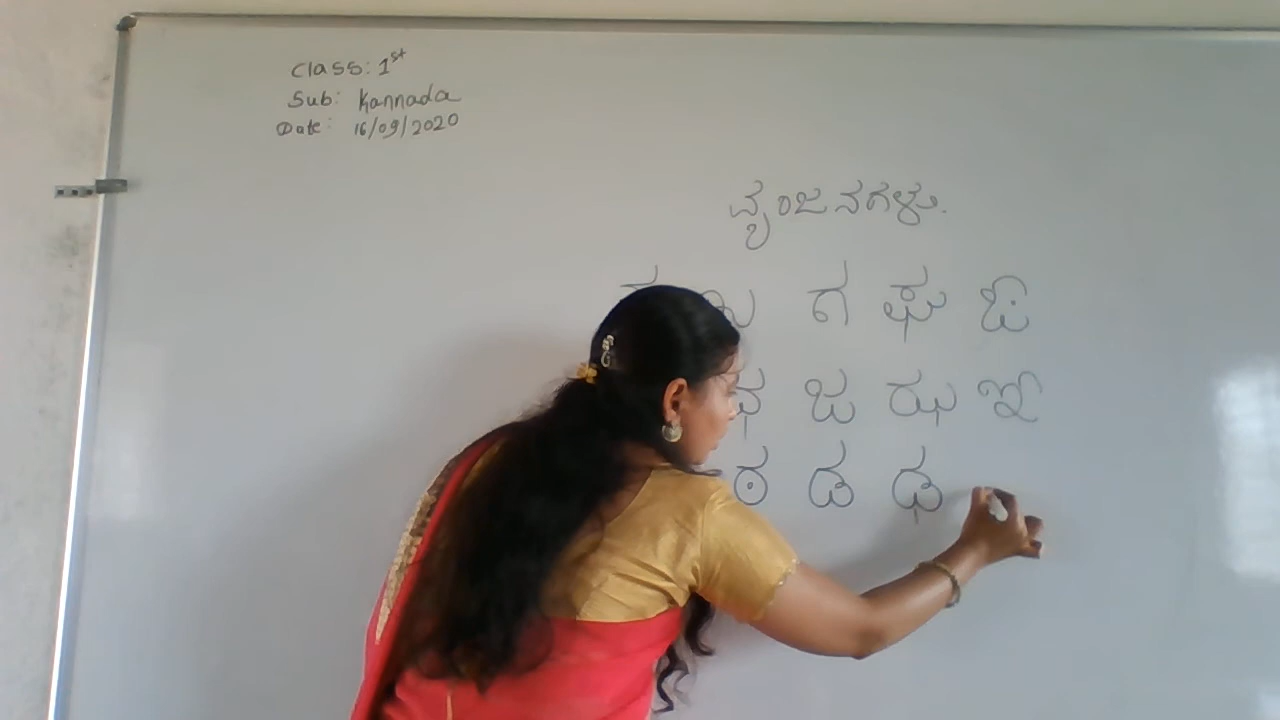 Class: 1st
Sub: Kannada
Date: 16/09/2020
ವ್ಯಂಜನಗಳು.
ಖ ಗ ಘ ಙ
ಛ ಜ ಝ ಞ
ಠ ಡ ಢ